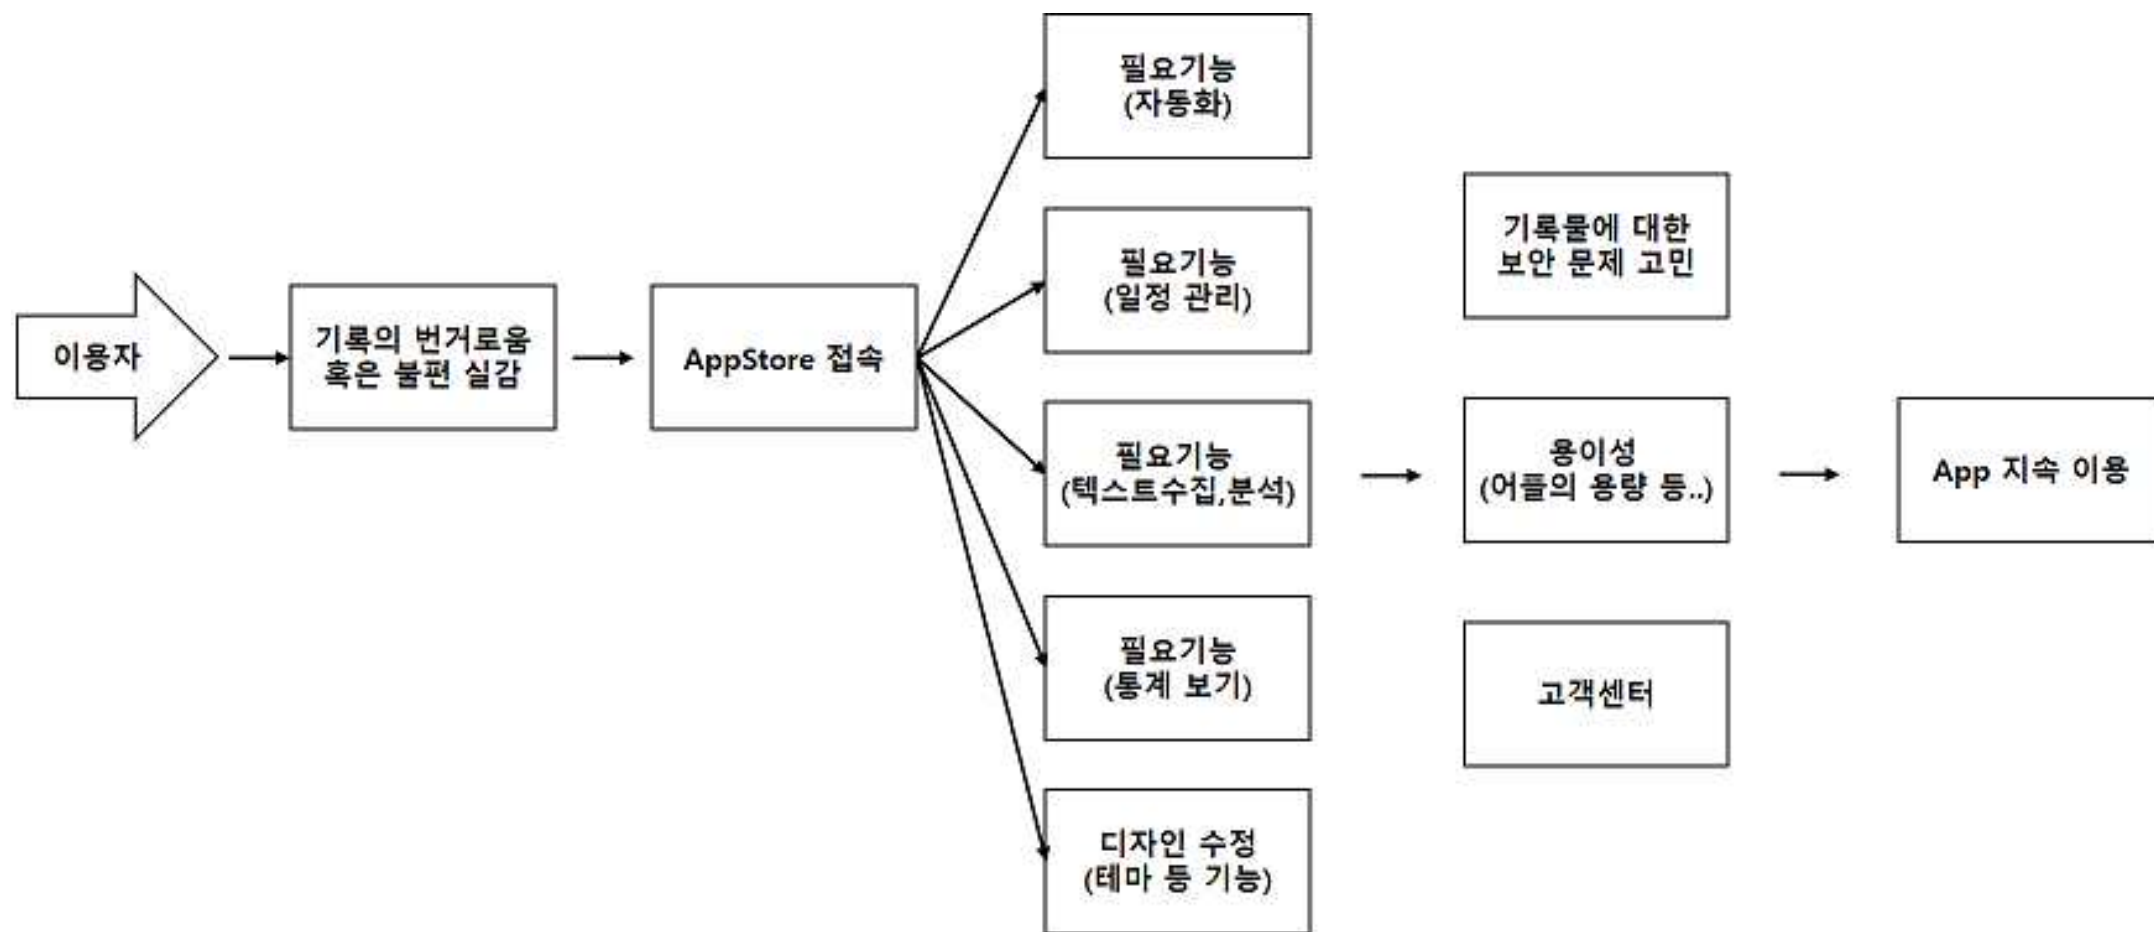 이용자
기록의 번거로움
혹은 불편 실감
AppStore 접속
필요기능
(자동화)
필요기능
(일정 관리)
필요기능
(텍스트수집,분석)
필요기능
(통계 보기)
디자인 수정
(테마 등 기능)
기록물에 대한
보안 문제 고민
용이성
(어플의 용량 등..)
고객센터
App 지속 이용